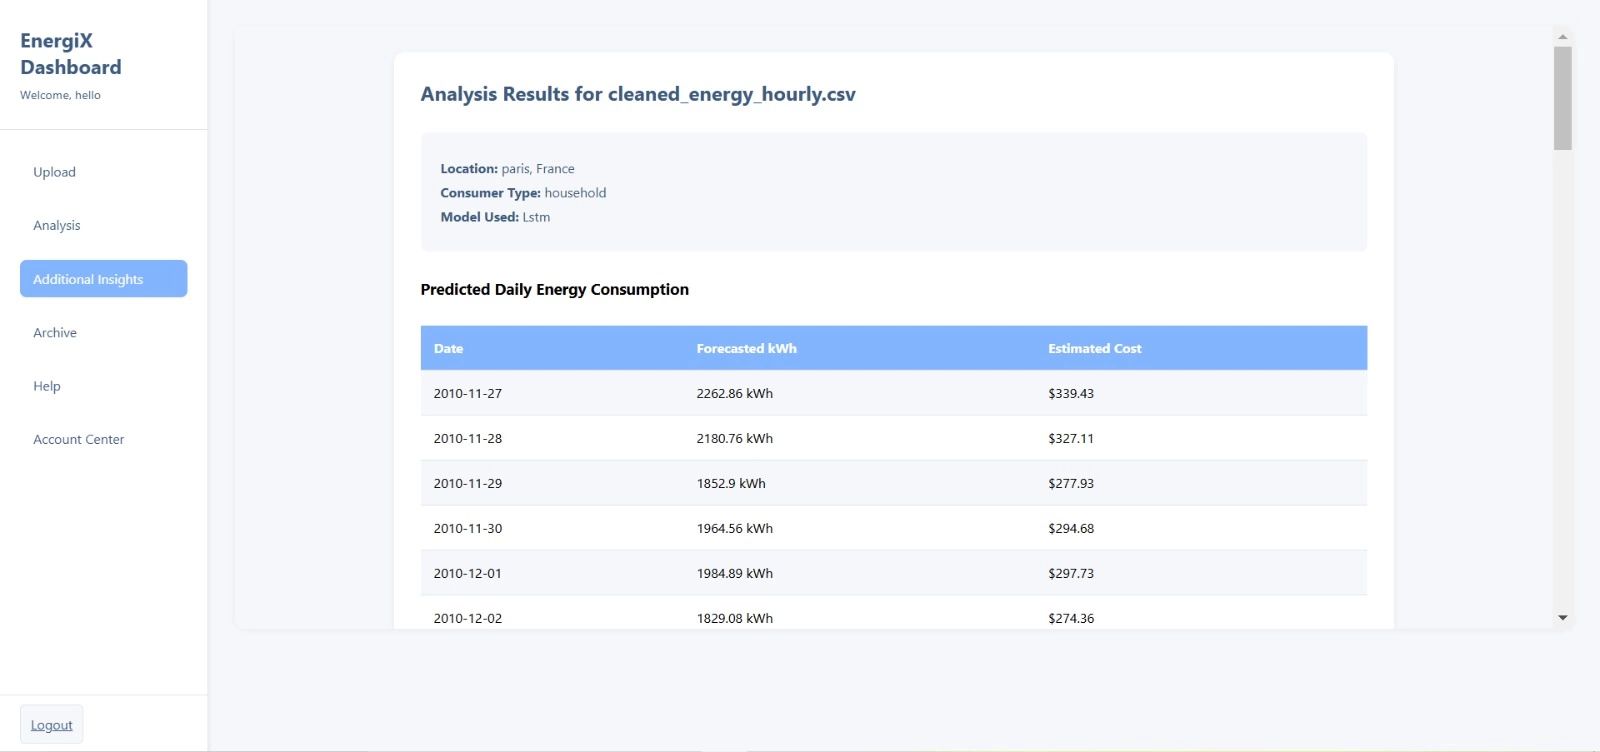 EnergiX
Dashboard
Welcome, hello
Upload
Analysis
Additional Insights
Archive
Help
Account Center
Logout
Analysis Results for cleaned_energy_hourly.csv
Location: paris, France
Consumer Type: household
Model Used: Lstm
Predicted Daily Energy Consumption
Date Forecasted kWh Estimated Cost
2010-11-27 2262.86 kWh $339.43
2010-11-28 2180.76 kWh $327.11
2010-11-29 1852.9 kWh $277.93
2010-11-30 1964.56 kWh $294.68
2010-12-01 1984.89 kWh $297.73
2010-12-02 1829.08 kWh $274.36